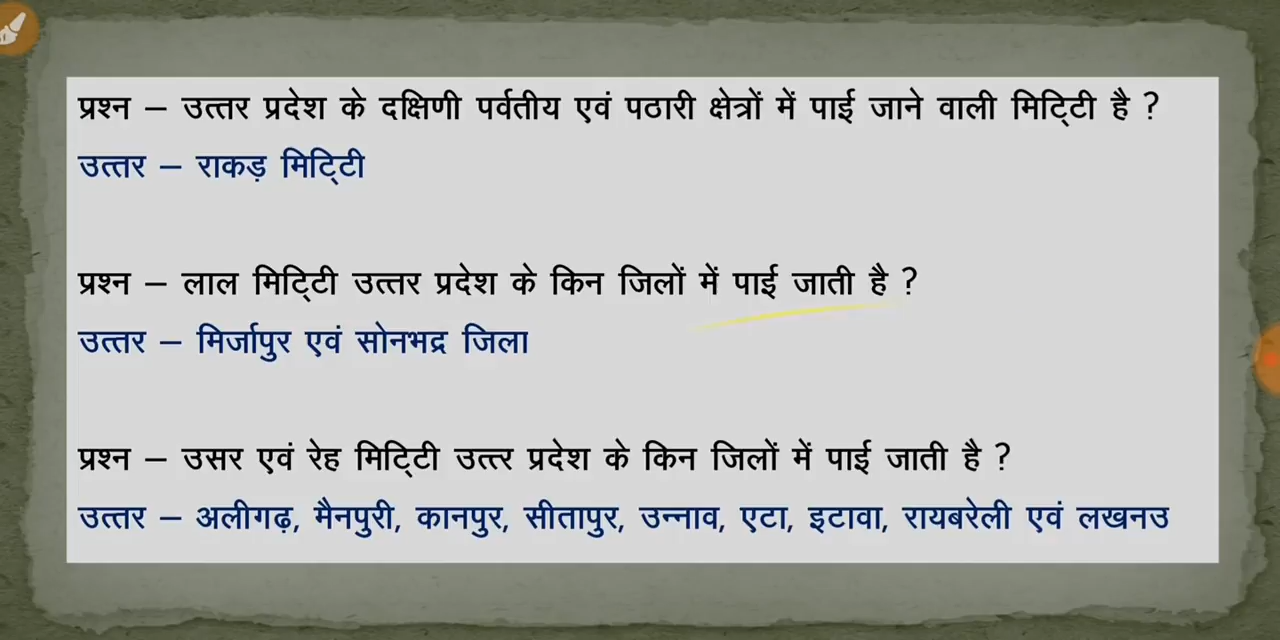 प्रश्न – उत्तर प्रदेश के दक्षिणी पर्वतीय एवं पठारी क्षेत्रों में पाई जाने वाली मिट्टी है ?
उत्तर – राकड़ मिट्टी
प्रश्न – लाल मिट्टी उत्तर प्रदेश के किन जिलों में पाई जाती है ?
उत्तर – मिर्जापुर एवं सोनभद्र जिला
प्रश्न – उसर एवं रेह मिट्टी उत्त्र प्रदेश के किन जिलों में पाई जाती है ?
उत्तर – अलीगढ़, मैनपुरी, कानपुर, सीतापुर, उन्नाव, एटा, इटावा, रायबरेली एवं लखनउ